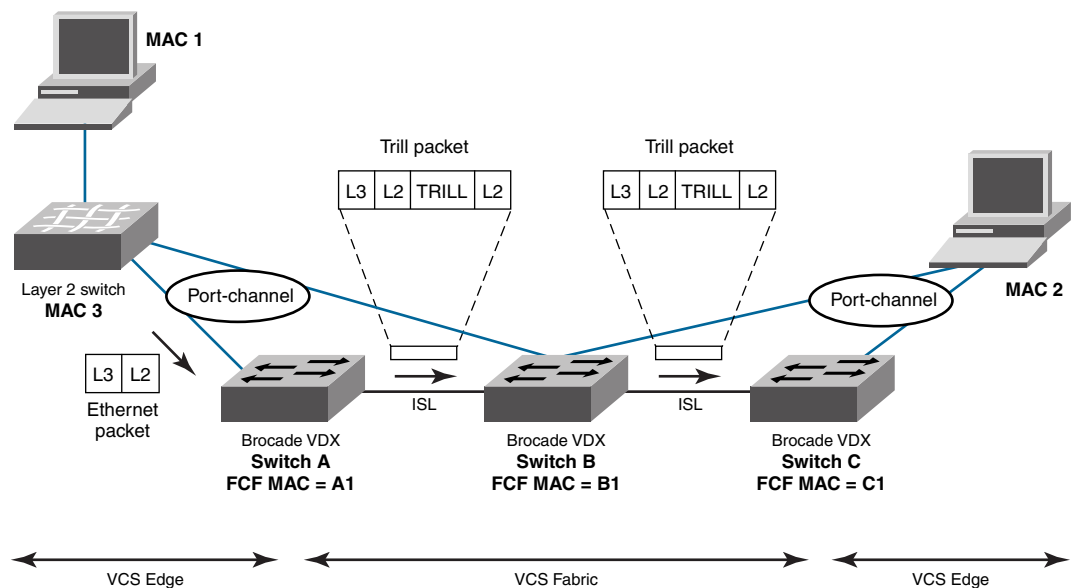 MAC 1
Trill packet
L3 L2 TRILL L2
Trill packet
L3 L2 TRILL L2
Layer 2 switch
MAC 3
Port-channel
Port-channel
MAC 2
L3 L2
Ethernet
packet
ISL
ISL
Brocade VDX
Switch A
FCF MAC = A1
Brocade VDX
Switch B
FCF MAC = B1
Brocade VDX
Switch C
FCF MAC = C1
VCS Edge
VCS Fabric
VCS Edge